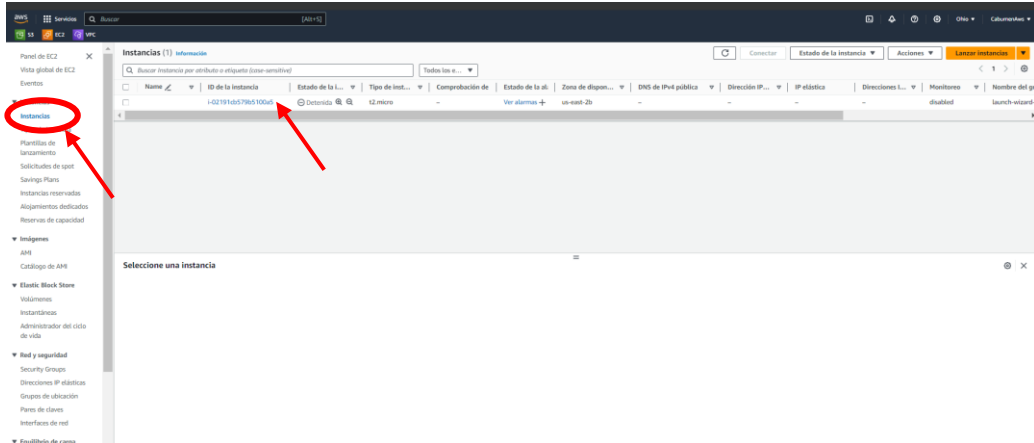 aws Servicios Buscar [Alt+S] Ohio CabumenAws
S3 EC2 VPC
Panel de EC2
Vista global de EC2
Eventos
Instancias
Plantillas de lanzamiento
Solicitudes de spot
Savings Plans
Instancias reservadas
Alojamientos dedicados
Reservas de capacidad
Imágenes
AMI
Catálogo de AMI
Elastic Block Store
Volúmenes
Instantáneas
Administrador del ciclo de vida
Red y seguridad
Security Groups
Direcciones IP elásticas
Grupos de ubicación
Pares de claves
Interfaces de red
Equilibrio de carga
Instancias (1) Información Conectar Estado de la instancia Acciones Lanzar instancias
Buscar Instancia por atributo o etiqueta (case-sensitive) Todos los e... 1
Name ID de la instancia Estado de la i... Tipo de inst... Comprobación de Estado de la al. Zona de dispon... DNS de IPv4 pública Dirección IP... IP elástica Direcciones I... Monitoreo Nombre del g
i-02191cb579b5100a5 Detenida t2.micro – Ver alarmas + us-east-2b – – – – disabled launch-wizard-
Seleccione una instancia